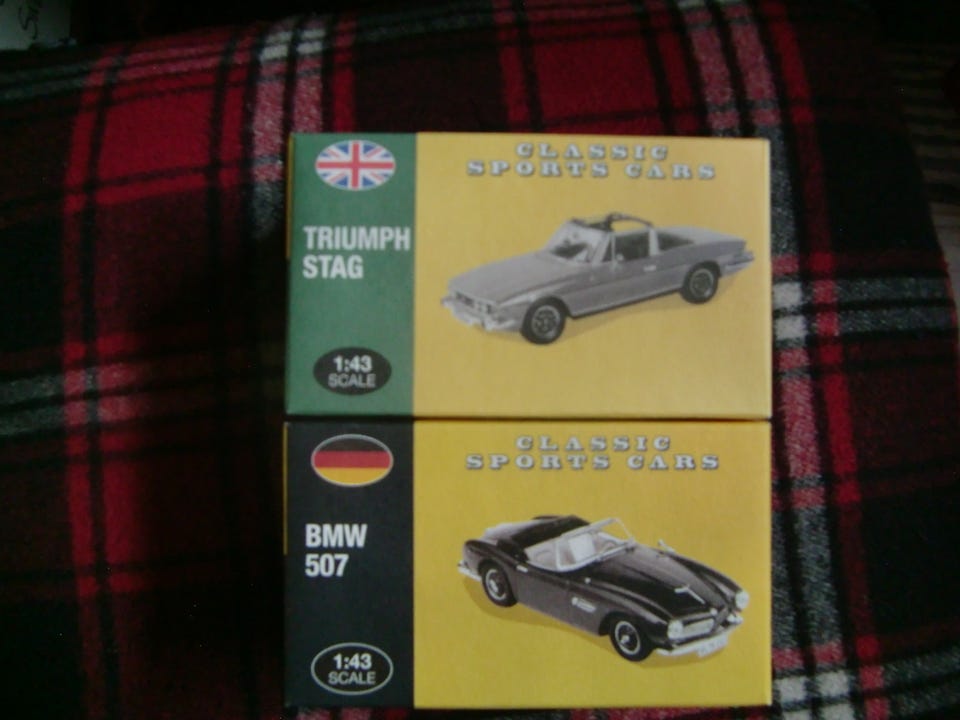 CLASSIC
SPORTS CARS
TRIUMPH
STAG
1:43
SCALE
CLASSIC
SPORTS CARS
BMW
507
1:43
SCALE